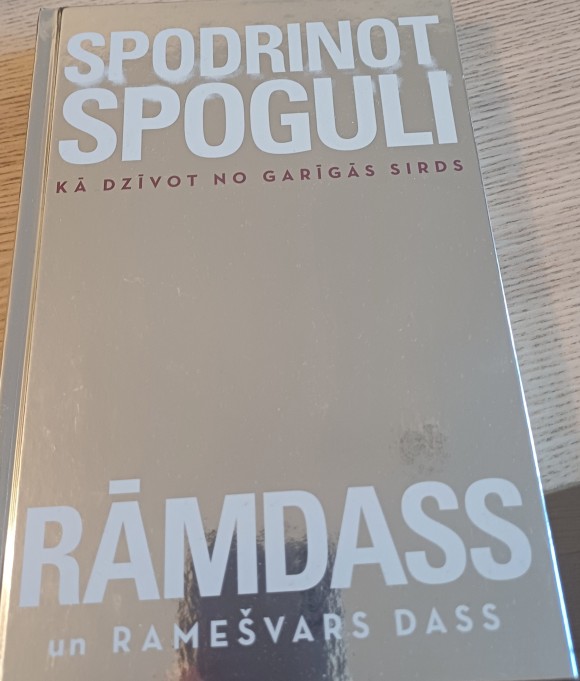 SPODRINOT
SPOGULI
KĀ DZĪVOT NO GARĪGĀS SIRDS
RĀMDASS
un RAMEŠVARS DASS